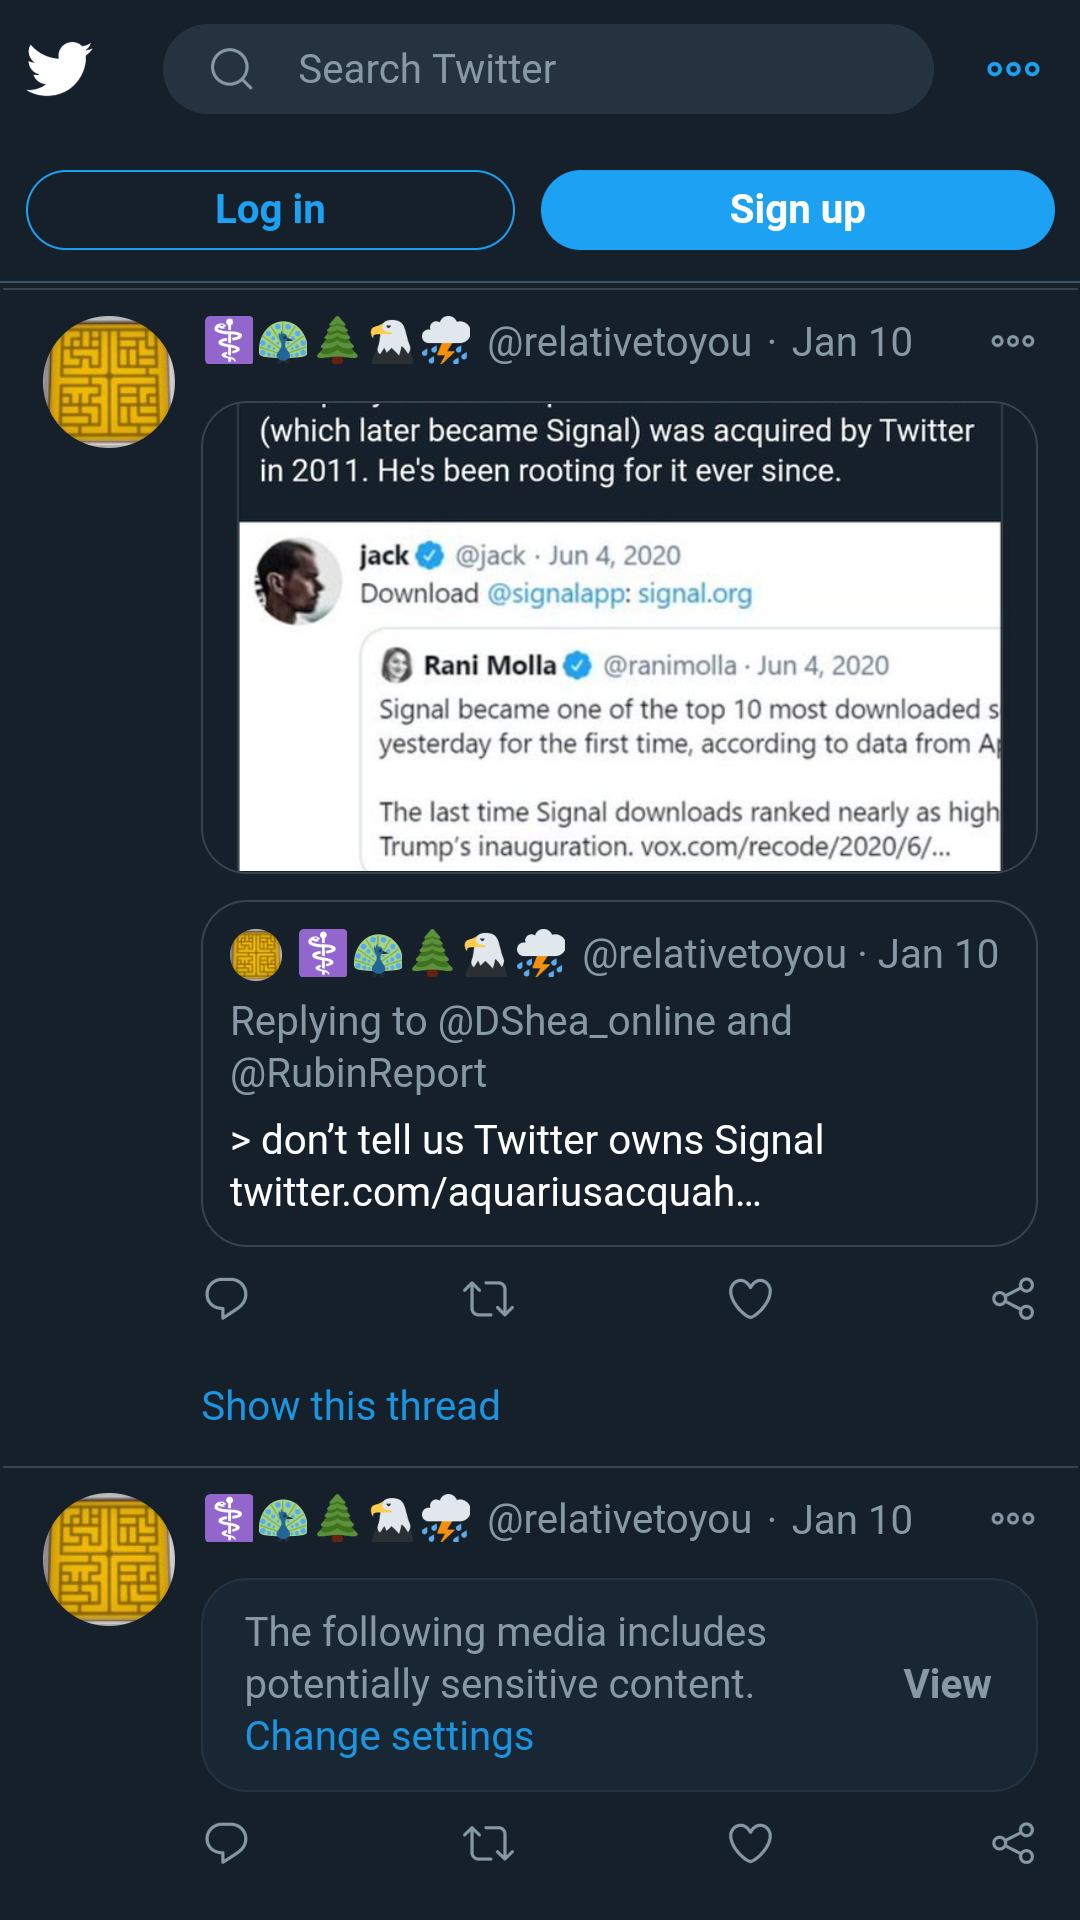 Search Twitter
Log in
Sign up
@relativetoyou · Jan 10
(which later became Signal) was acquired by Twitter
in 2011. He's been rooting for it ever since.
jack @jack · Jun 4, 2020
Download @signalapp: signal.org
Rani Molla @ranimolla · Jun 4, 2020
Signal became one of the top 10 most downloaded s
yesterday for the first time, according to data from Ap
The last time Signal downloads ranked nearly as high
Trump's inauguration. vox.com/recode/2020/6/...
@relativetoyou · Jan 10
Replying to @DShea_online and
@RubinReport
> don’t tell us Twitter owns Signal
twitter.com/aquariusacquah…
Show this thread
@relativetoyou · Jan 10
The following media includes
potentially sensitive content.
Change settings
View